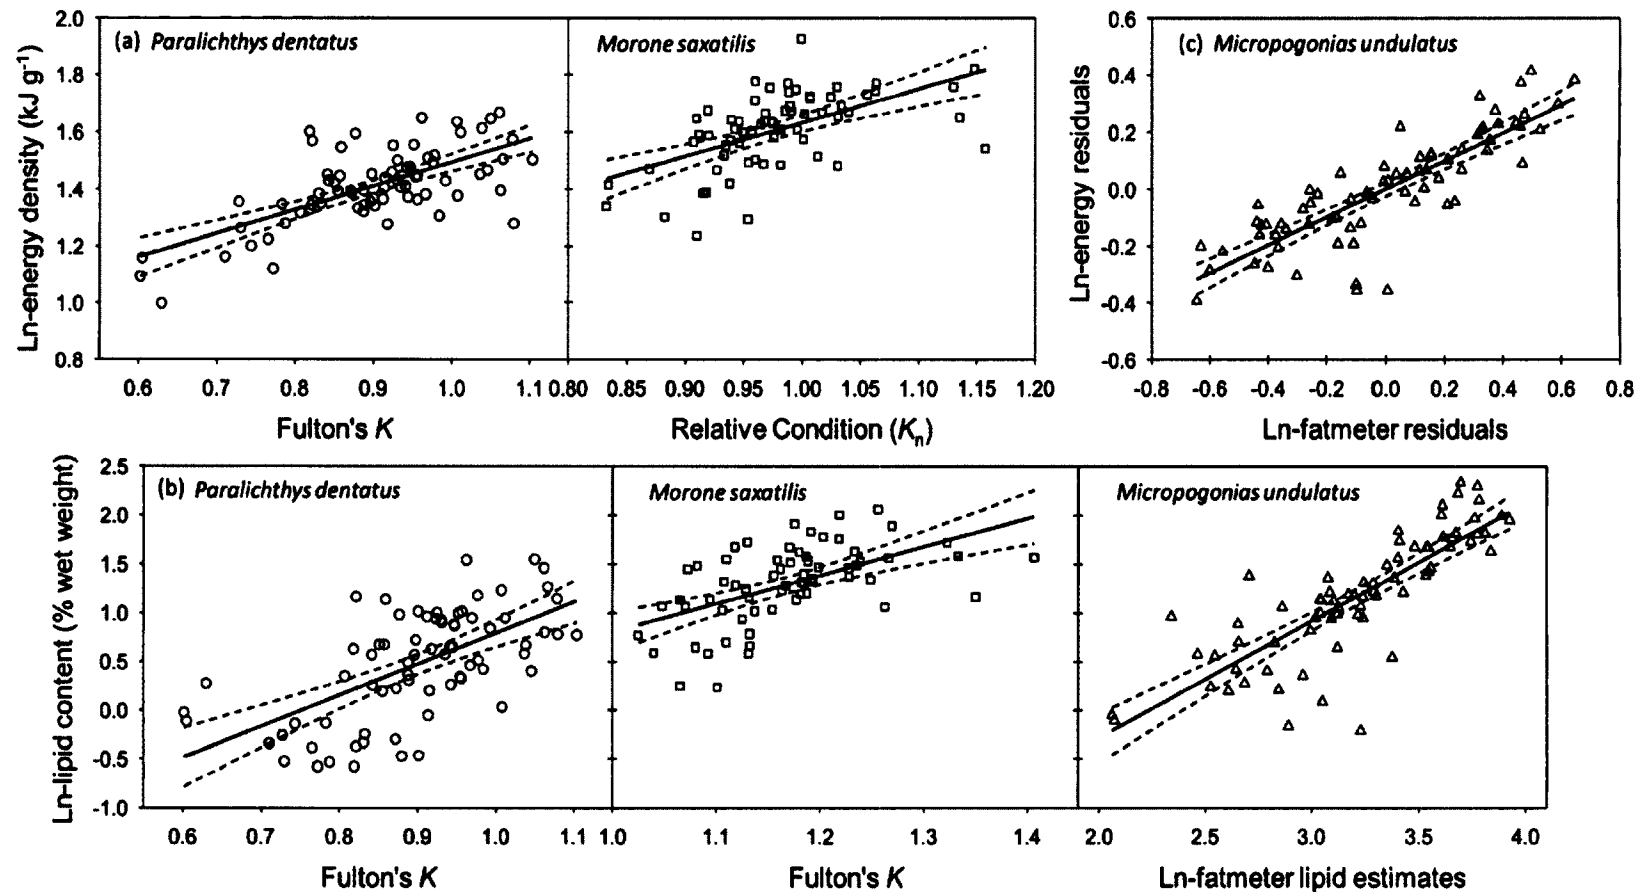 (a) Paralichthys dentatus
Morone saxatilis
(c) Micropogonias undulatus
Ln-energy density (kJ g⁻¹)
2.0
1.8
1.6
1.4
1.2
1.0
0.8
0.6 0.7 0.8 0.9 1.0 1.1
0.80 0.85 0.90 0.95 1.00 1.05 1.10 1.15 1.20
Fulton's K
Relative Condition (Kn)
Ln-energy residuals
0.6
0.4
0.2
0.0
-0.2
-0.4
-0.6
-0.8 -0.6 -0.4 -0.2 0.0 0.2 0.4 0.6 0.8
Ln-fatmeter residuals
(b) Paralichthys dentatus
Morone saxatilis
Micropogonias undulatus
Ln-lipid content (% wet weight)
2.5
2.0
1.5
1.0
0.5
0.0
-0.5
-1.0
0.6 0.7 0.8 0.9 1.0 1.1
1.0 1.1 1.2 1.3 1.4
2.0 2.5 3.0 3.5 4.0
Fulton's K
Fulton's K
Ln-fatmeter lipid estimates